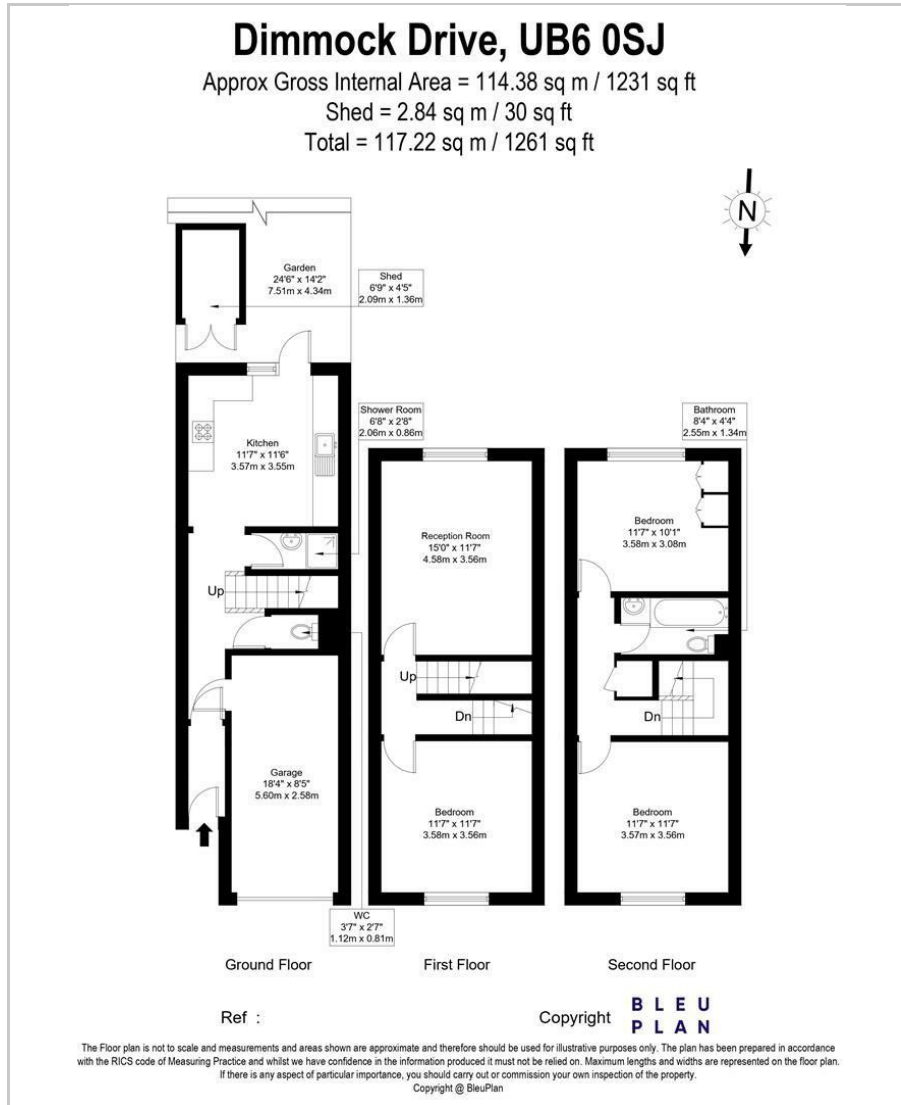 Dimmock Drive, UB6 0SJ
Approx Gross Internal Area = 114.38 sq m / 1231 sq ft
Shed = 2.84 sq m / 30 sq ft
Total = 117.22 sq m / 1261 sq ft
N
Garden
24'6" x 14'2"
7.51m x 4.34m
Shed
6'9" x 4'5"
2.09m x 1.36m
Kitchen
11'7" x 11'6"
3.57m x 3.55m
Shower Room
6'8" x 2'8"
2.06m x 0.86m
Up
Garage
18'4" x 8'5"
5.60m x 2.58m
WC
3'7" x 2'7"
1.12m x 0.81m
Ground Floor
Reception Room
15'0" x 11'7"
4.58m x 3.56m
Up
Dn
Bedroom
11'7" x 11'7"
3.58m x 3.56m
First Floor
Bathroom
8'4" x 4'4"
2.55m x 1.34m
Bedroom
11'7" x 10'1"
3.58m x 3.08m
Dn
Bedroom
11'7" x 11'7"
3.57m x 3.56m
Second Floor
Ref :
Copyright
BLEU
PLAN
The Floor plan is not to scale and measurements and areas shown are approximate and therefore should be used for illustrative purposes only. The plan has been prepared in accordance
with the RICS code of Measuring Practice and whilst we have confidence in the information produced it must not be relied on. Maximum lengths and widths are represented on the floor plan.
If there is any aspect of particular importance, you should carry out or commission your own inspection of the property.
Copyright @ BleuPlan